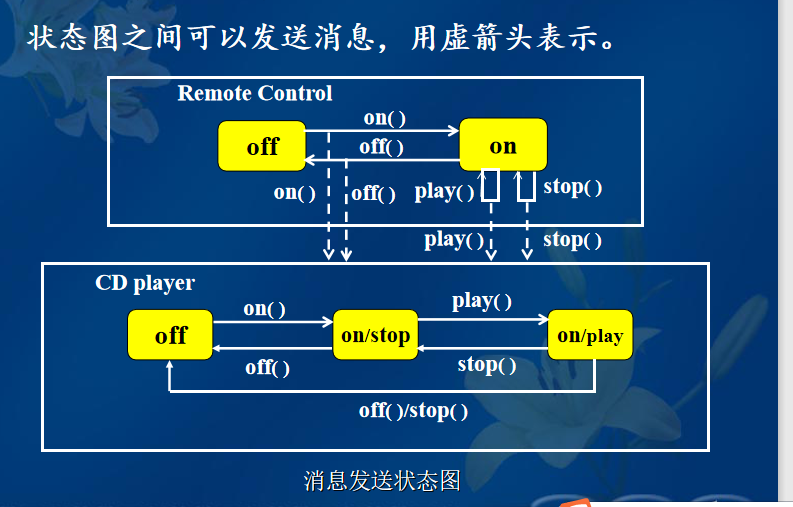 状态图之间可以发送消息，用虚箭头表示。
Remote Control
on( )
off
off( )
on
on( )
off( )
play( )
stop( )
play( )
stop( )
CD player
on( )
play( )
off
on/stop
on/play
off( )
stop( )
off( )/stop( )
消息发送状态图